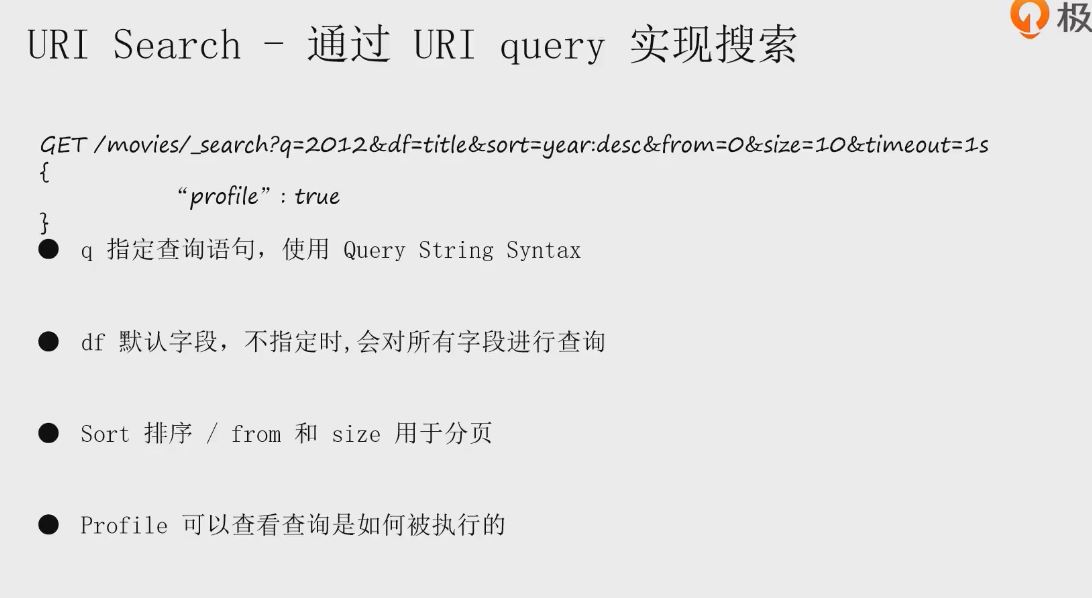 极
URI Search - 通过 URI query 实现搜索
GET /movies/_search?q=2012&df=title&sort=year:desc&from=0&size=10&timeout=1s
{
“profile” : true
}
q 指定查询语句，使用 Query String Syntax
df 默认字段，不指定时,会对所有字段进行查询
Sort 排序 / from 和 size 用于分页
Profile 可以查看查询是如何被执行的